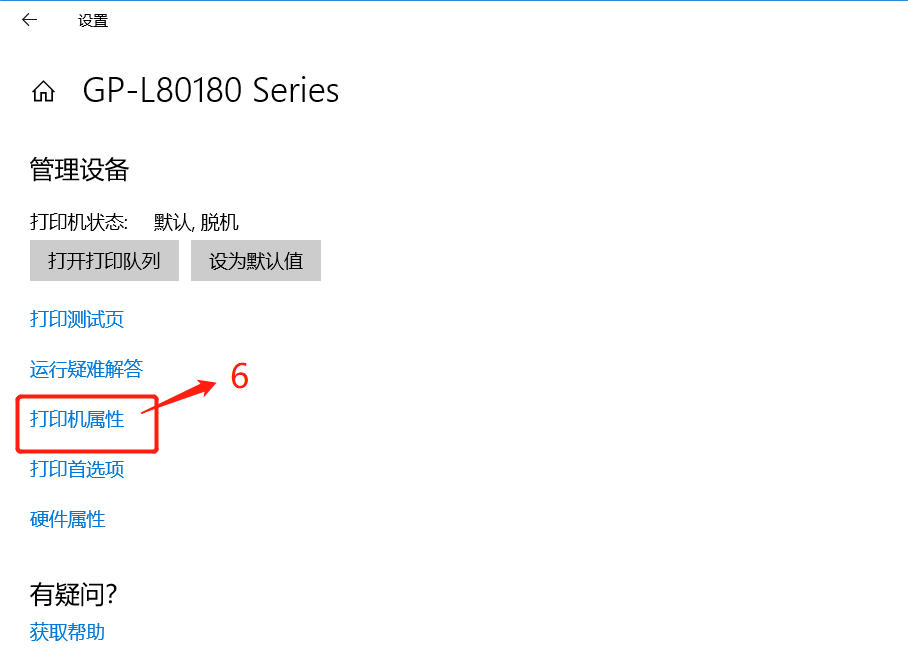 设置
GP-L80180 Series
管理设备
打印机状态: 默认, 脱机
打开打印队列 设为默认值
打印测试页
运行疑难解答
6
打印机属性
打印首选项
硬件属性
有疑问?
获取帮助